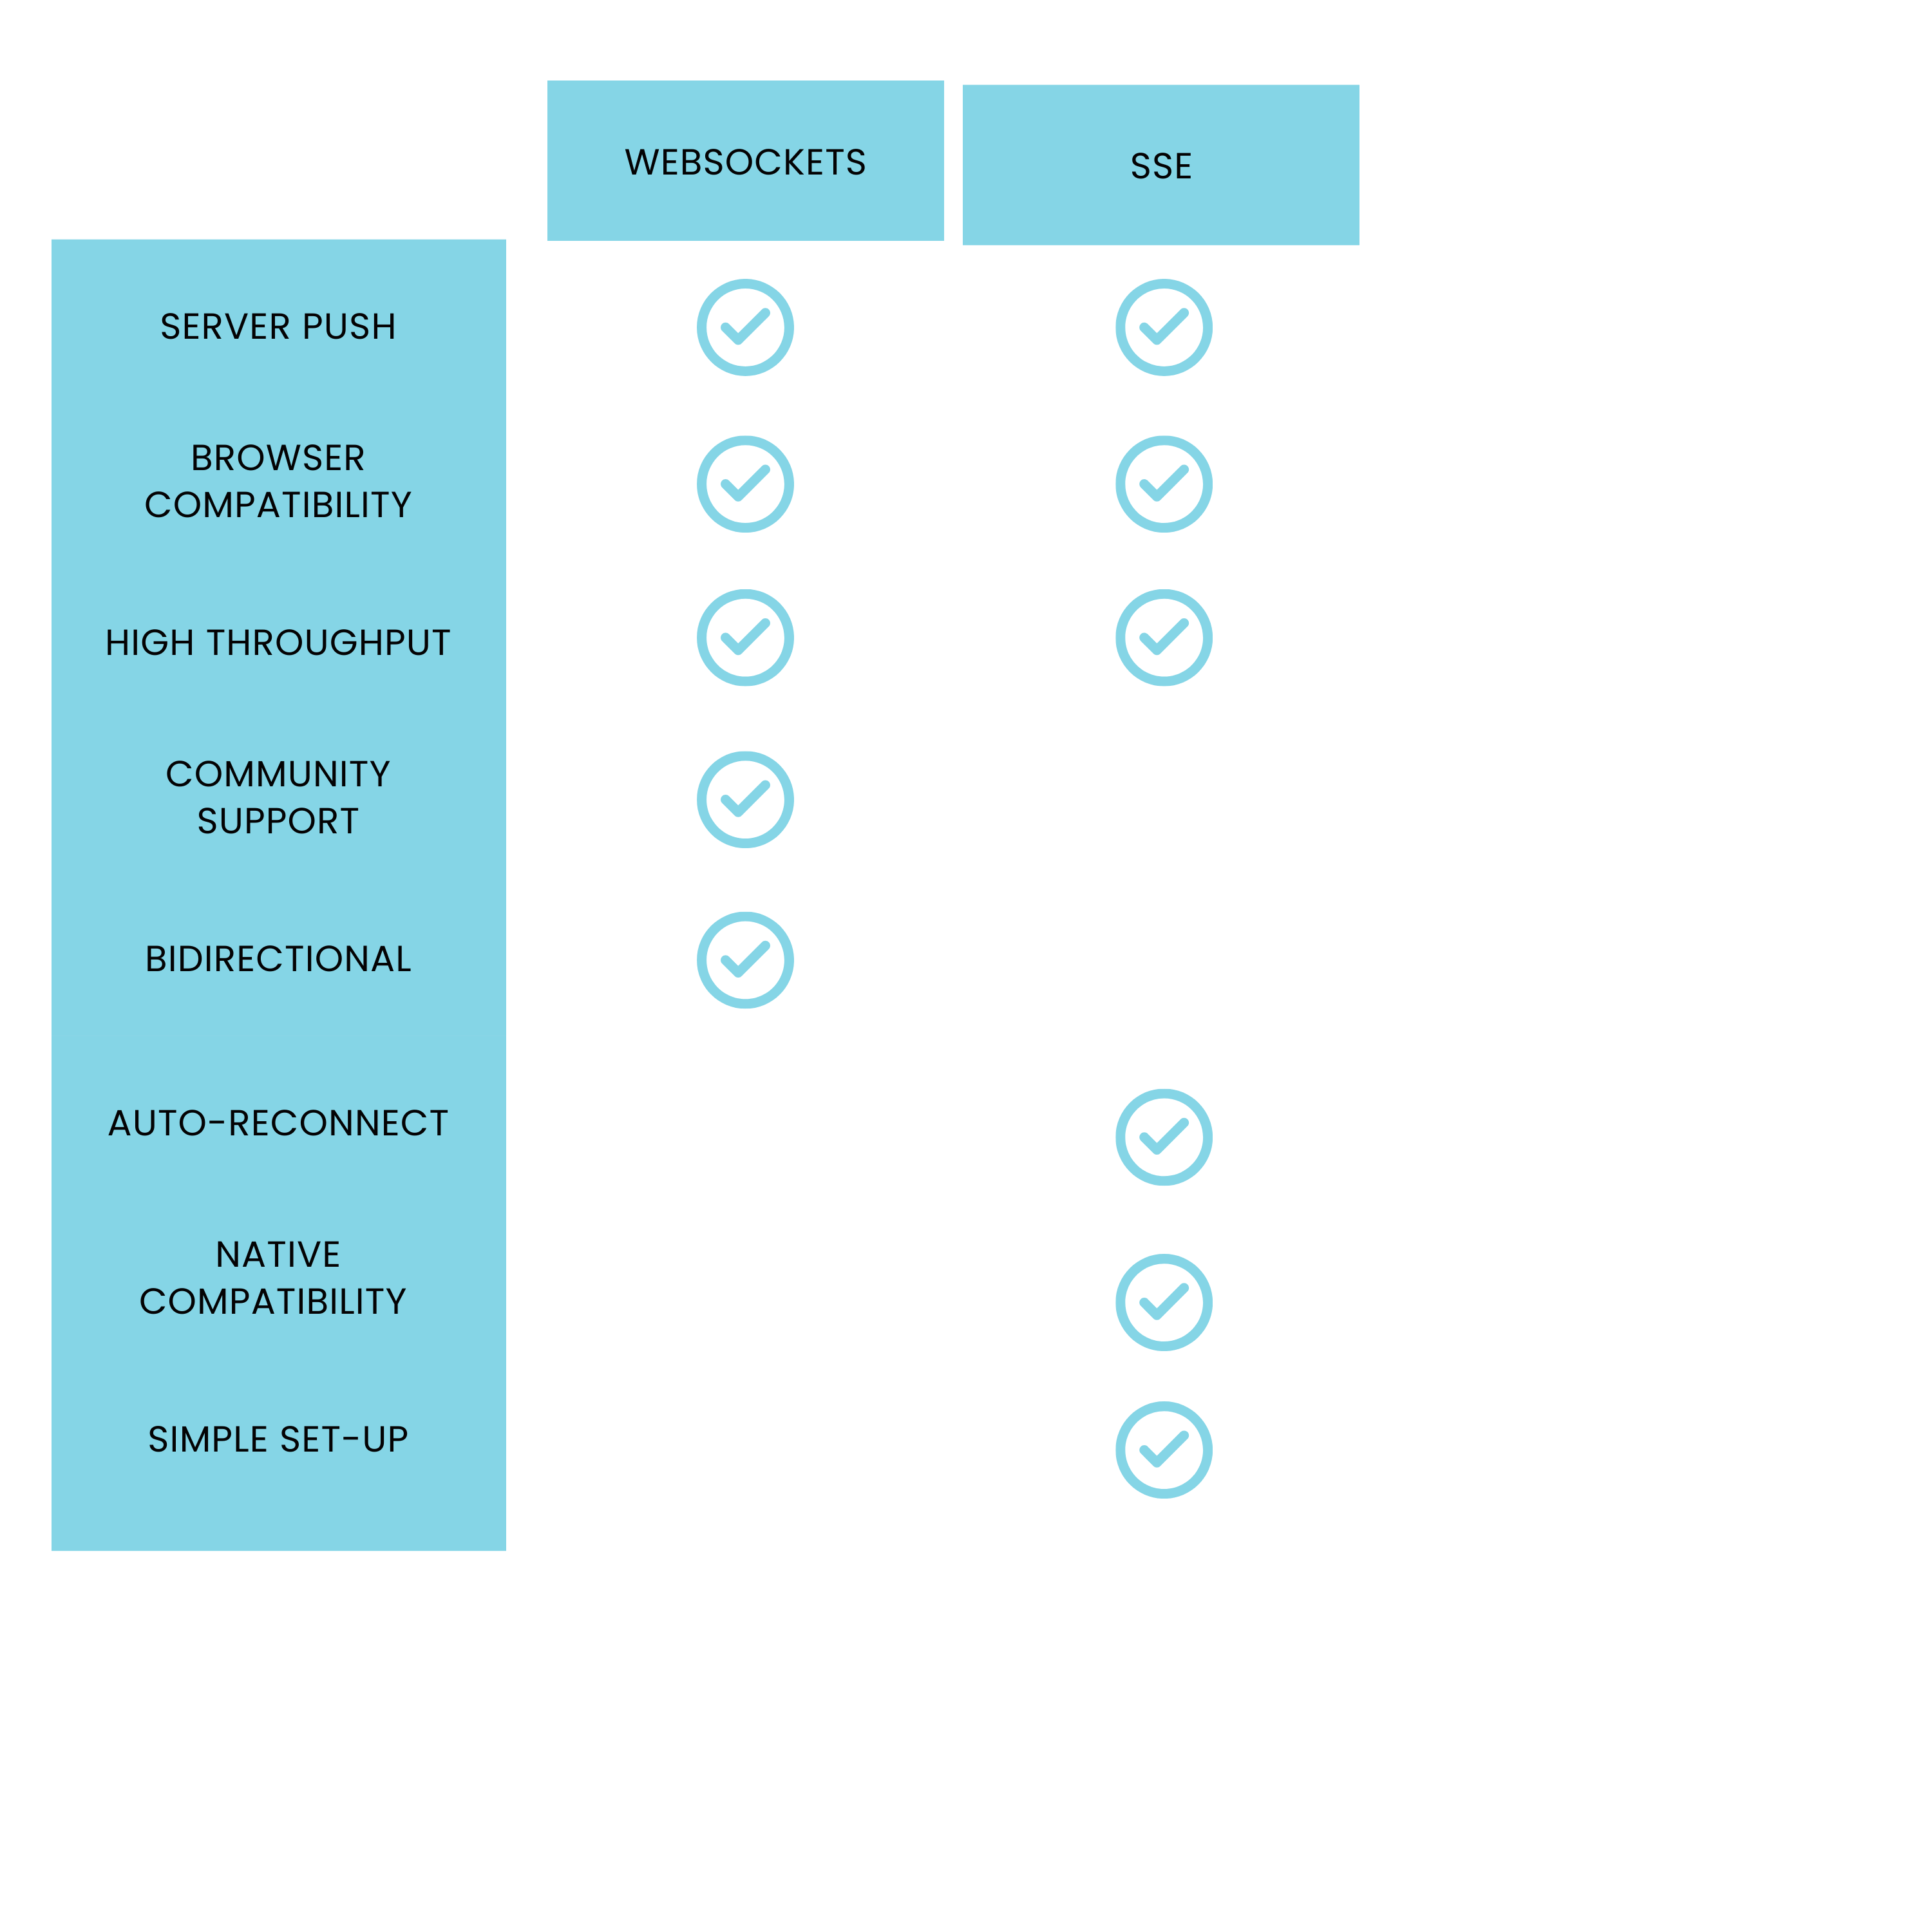 WEBSOCKETS
SSE
SERVER PUSH
BROWSER
COMPATIBILITY
HIGH THROUGHPUT
COMMUNITY
SUPPORT
BIDIRECTIONAL
AUTO-RECONNECT
NATIVE
COMPATIBILITY
SIMPLE SET-UP